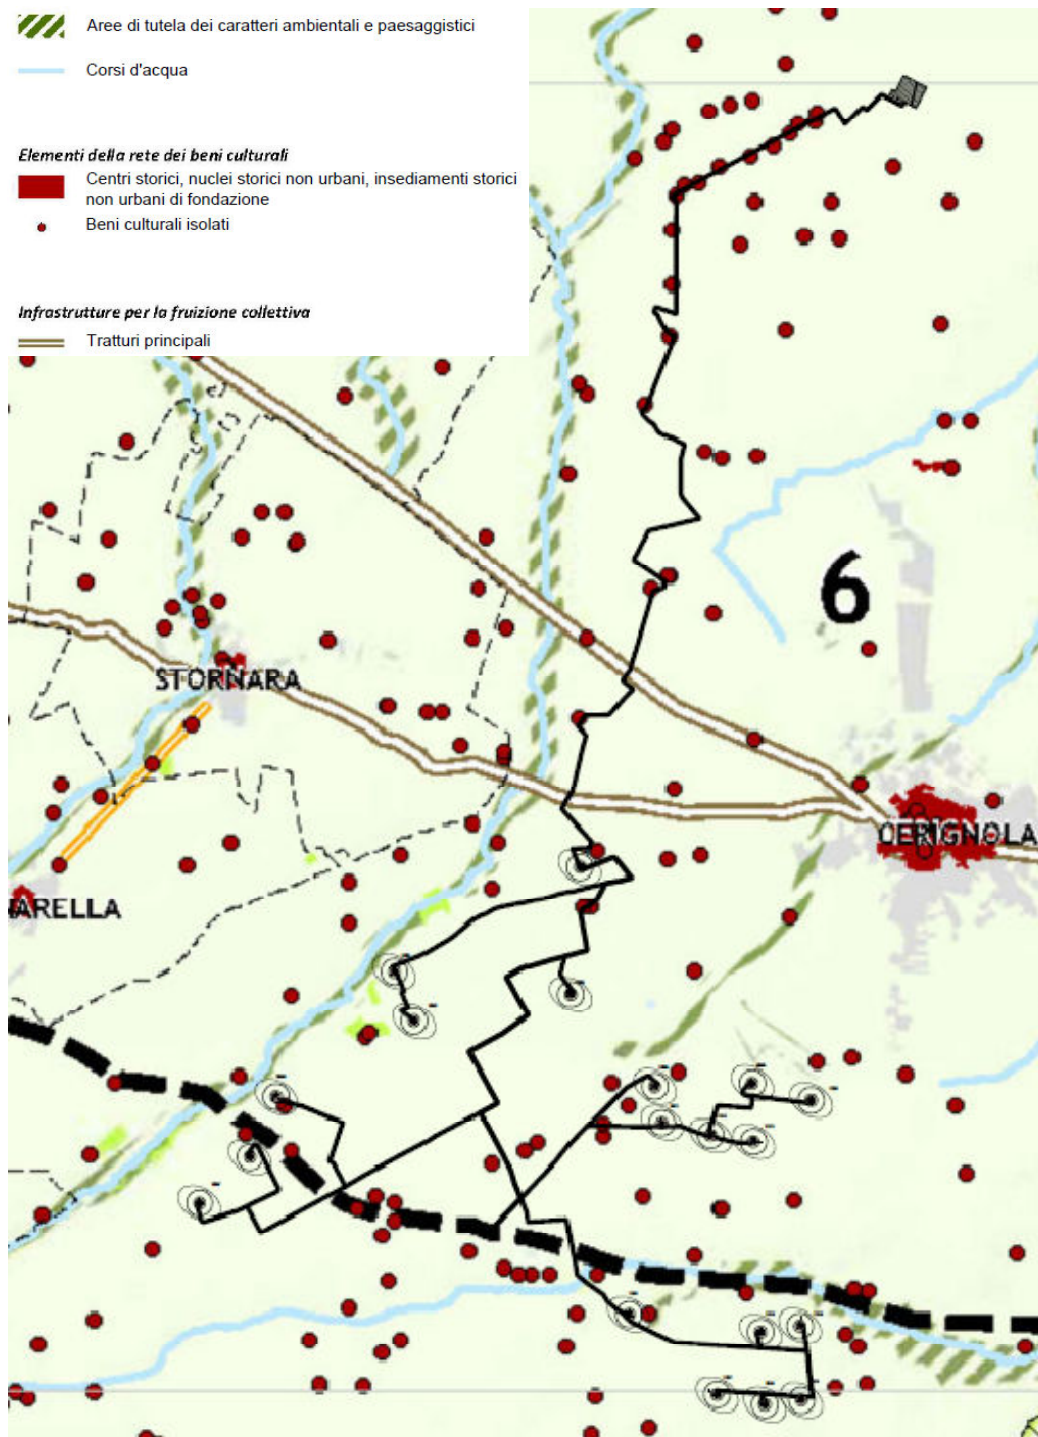 Aree di tutela dei caratteri ambientali e paesaggistici
Corsi d'acqua
Elementi della rete dei beni culturali
Centri storici, nuclei storici non urbani, insediamenti storici
non urbani di fondazione
Beni culturali isolati
Infrastrutture per la fruizione collettiva
Tratturi principali
6
STORNARA
CERIGNOLA
NARELLA